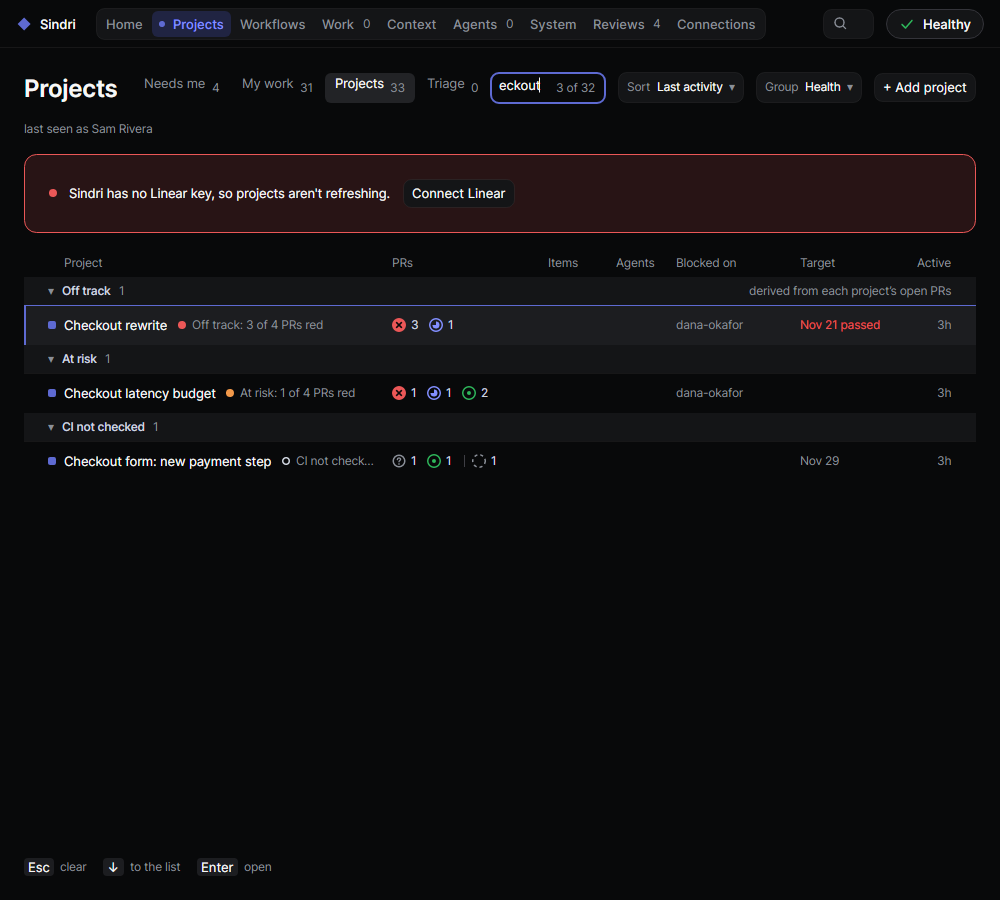 Sindri
Home Projects Workflows Work 0 Context Agents 0 System Reviews 4 Connections
Healthy
Projects
Needs me 4 My work 31 Projects 33 Triage 0
eckout 3 of 32
Sort Last activity
Group Health
+ Add project
last seen as Sam Rivera
Sindri has no Linear key, so projects aren't refreshing. Connect Linear
Project PRs Items Agents Blocked on Target Active
Off track 1 derived from each project's open PRs
Checkout rewrite Off track: 3 of 4 PRs red 3 1 dana-okafor Nov 21 passed 3h
At risk 1
Checkout latency budget At risk: 1 of 4 PRs red 1 1 2 dana-okafor 3h
CI not checked 1
Checkout form: new payment step CI not check... 1 1 1 Nov 29 3h
Esc clear ↓ to the list Enter open